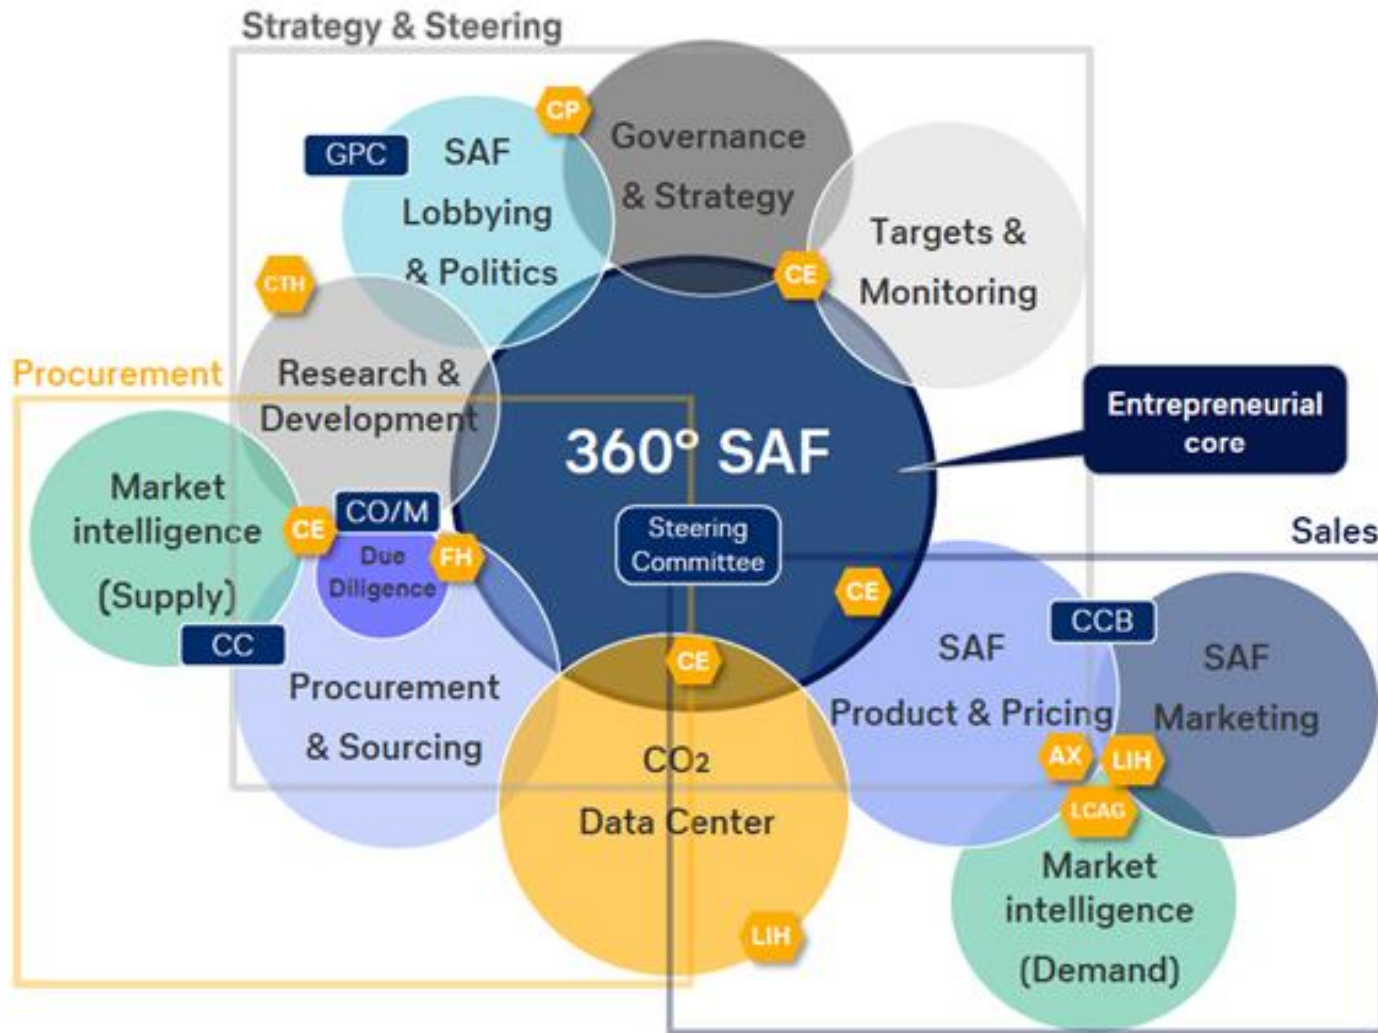 Strategy & Steering
CP
GPC
SAF
Lobbying
& Politics
Governance
& Strategy
Targets &
Monitoring
CE
CTH
Research &
Development
Procurement
Market
intelligence
(Supply)
CE
CO/M
Due
Diligence
FH
CC
Procurement
& Sourcing
360° SAF
Steering
Committee
Entrepreneurial
core
CE
CE
CO2
Data Center
LIH
Sales
CCB
SAF
Product & Pricing
SAF
Marketing
AX
LIH
LCAG
Market
intelligence
(Demand)